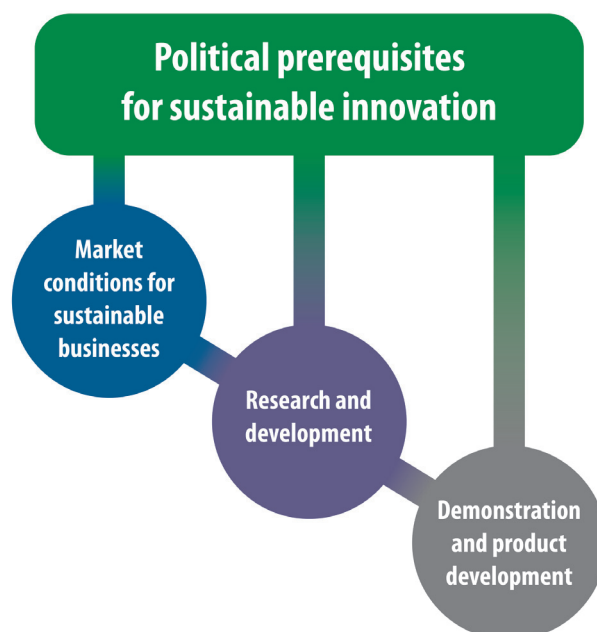 Political prerequisites
for sustainable innovation
Market
conditions for
sustainable
businesses
Research and
development
Demonstration
and product
development